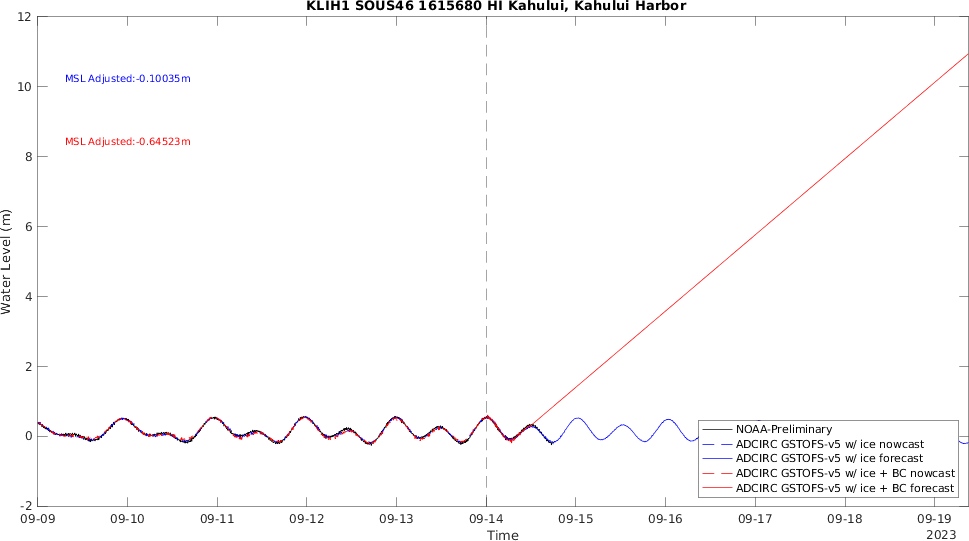 KLIH1 SOUS46 1615680 HI Kahului, Kahului Harbor
12
10
8
6
4
2
0
-2
Water Level (m)
MSL Adjusted:-0.10035m
MSL Adjusted:-0.64523m
NOAA-Preliminary
ADCIRC GSTOFS-v5 w/ ice nowcast
ADCIRC GSTOFS-v5 w/ ice forecast
ADCIRC GSTOFS-v5 w/ ice + BC nowcast
ADCIRC GSTOFS-v5 w/ ice + BC forecast
09-09 09-10 09-11 09-12 09-13 09-14 09-15 09-16 09-17 09-18 09-19
Time
2023